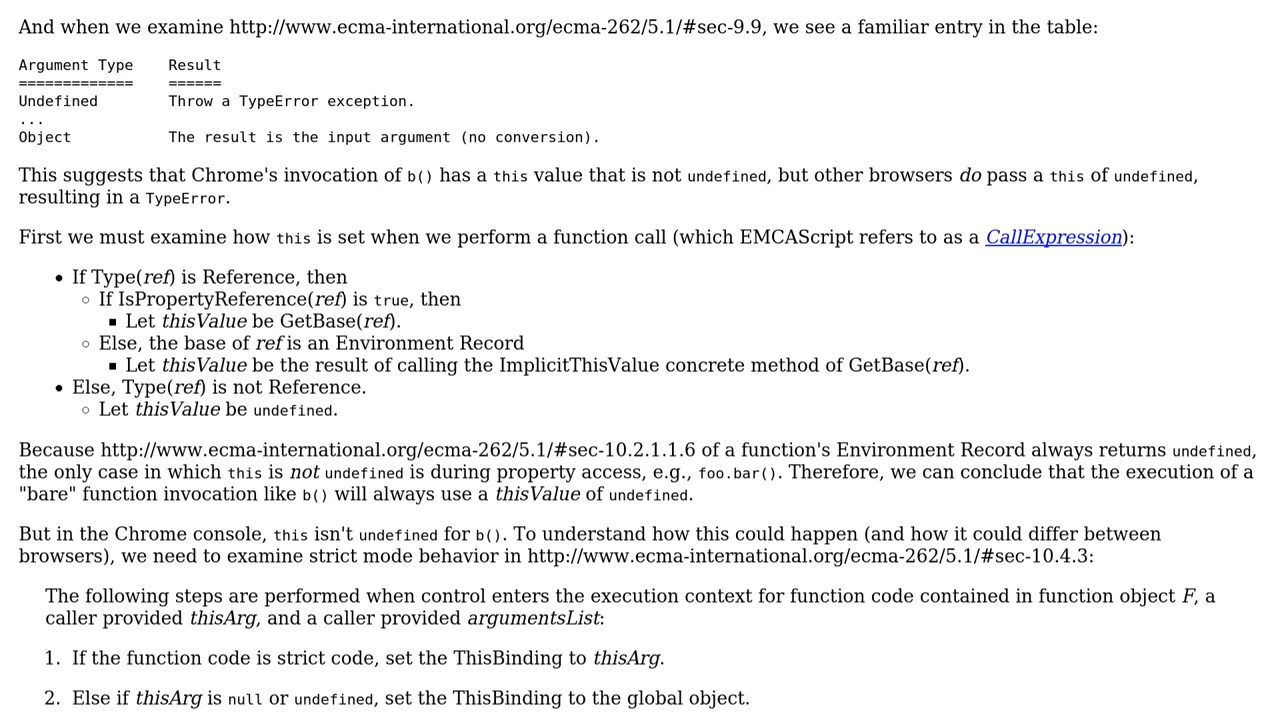 And when we examine http://www.ecma-international.org/ecma-262/5.1/#sec-9.9, we see a familiar entry in the table:
Argument Type    Result
=============    ======
Undefined        Throw a TypeError exception.
...
Object           The result is the input argument (no conversion).
This suggests that Chrome's invocation of b() has a this value that is not undefined, but other browsers do pass a this of undefined,
resulting in a TypeError.
First we must examine how this is set when we perform a function call (which EMCAScript refers to as a CallExpression):
• If Type(ref) is Reference, then
◦ If IsPropertyReference(ref) is true, then
▪ Let thisValue be GetBase(ref).
◦ Else, the base of ref is an Environment Record
▪ Let thisValue be the result of calling the ImplicitThisValue concrete method of GetBase(ref).
• Else, Type(ref) is not Reference.
◦ Let thisValue be undefined.
Because http://www.ecma-international.org/ecma-262/5.1/#sec-10.2.1.1.6 of a function's Environment Record always returns undefined,
the only case in which this is not undefined is during property access, e.g., foo.bar(). Therefore, we can conclude that the execution of a
"bare" function invocation like b() will always use a thisValue of undefined.
But in the Chrome console, this isn't undefined for b(). To understand how this could happen (and how it could differ between
browsers), we need to examine strict mode behavior in http://www.ecma-international.org/ecma-262/5.1/#sec-10.4.3:
The following steps are performed when control enters the execution context for function code contained in function object F, a
caller provided thisArg, and a caller provided argumentsList:
1. If the function code is strict code, set the ThisBinding to thisArg.
2. Else if thisArg is null or undefined, set the ThisBinding to the global object.